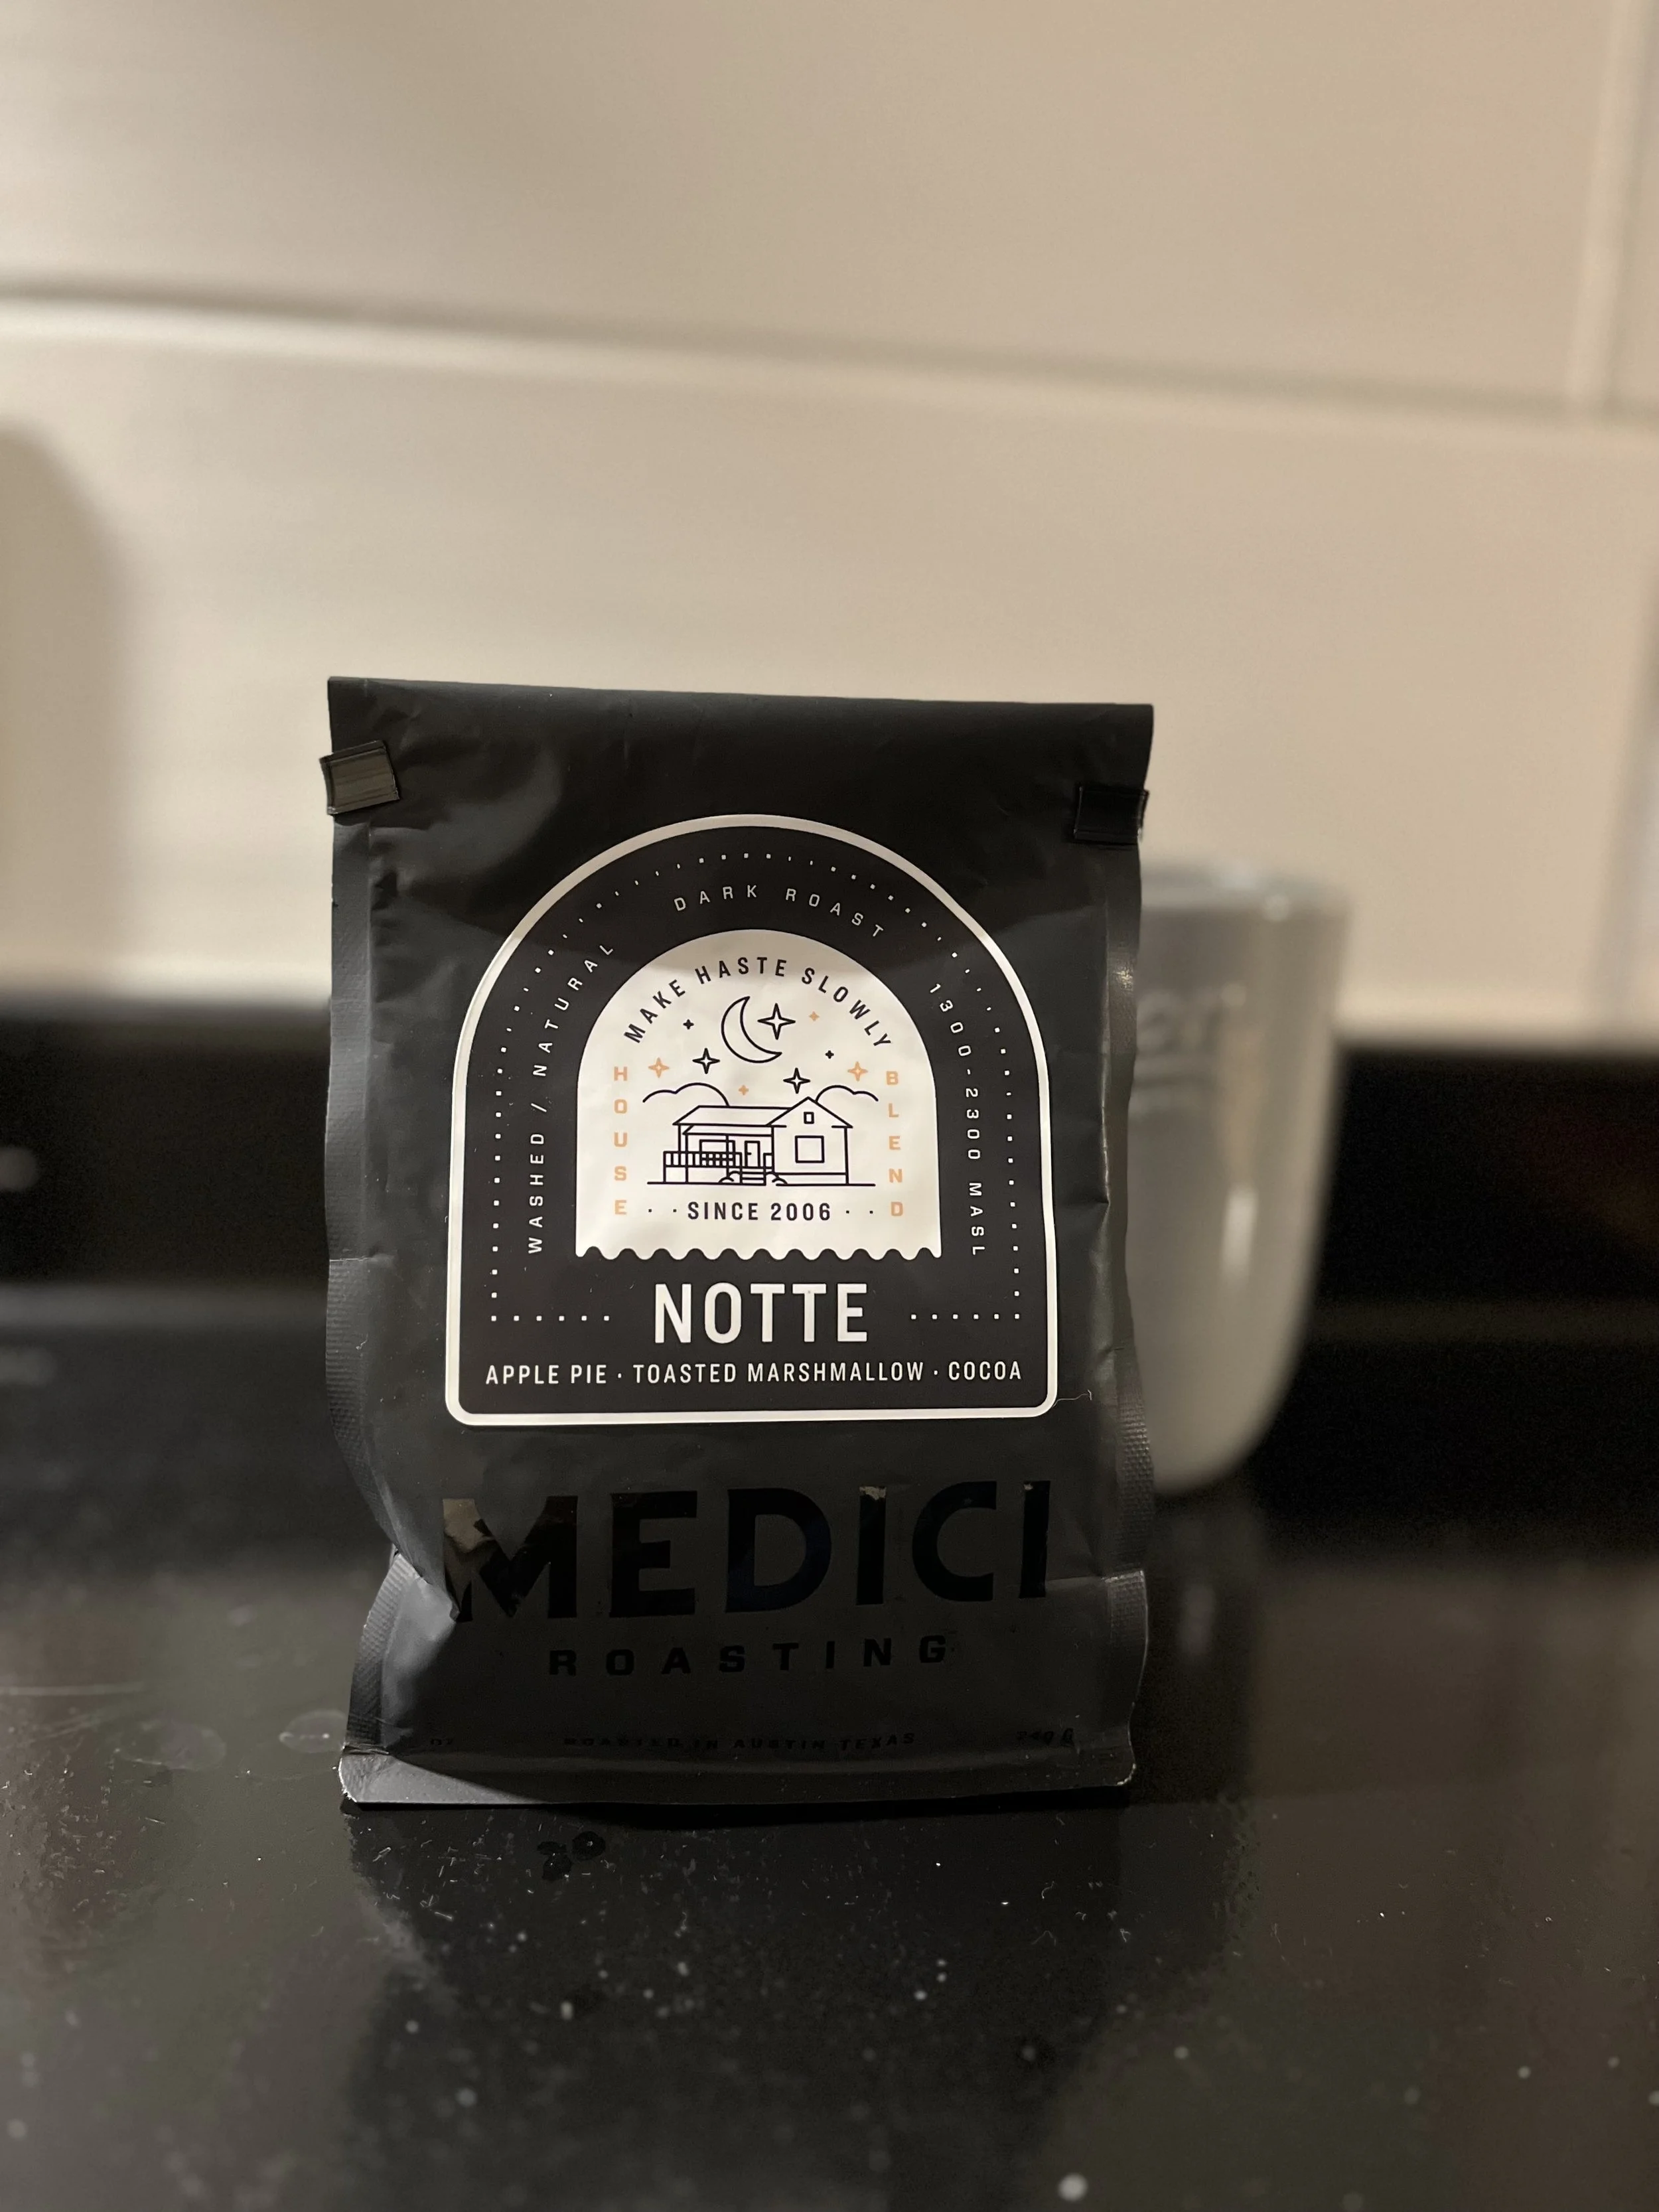 DARK ROAST
WASHED / NATURAL
1300-2300 MASL
MAKE HASTE SLOWLY
HOUSE
BLEND
· · SINCE 2006 · ·
NOTTE
APPLE PIE · TOASTED MARSHMALLOW · COCOA
MEDICI
ROASTING
OZ ROASTED IN AUSTIN TEXAS